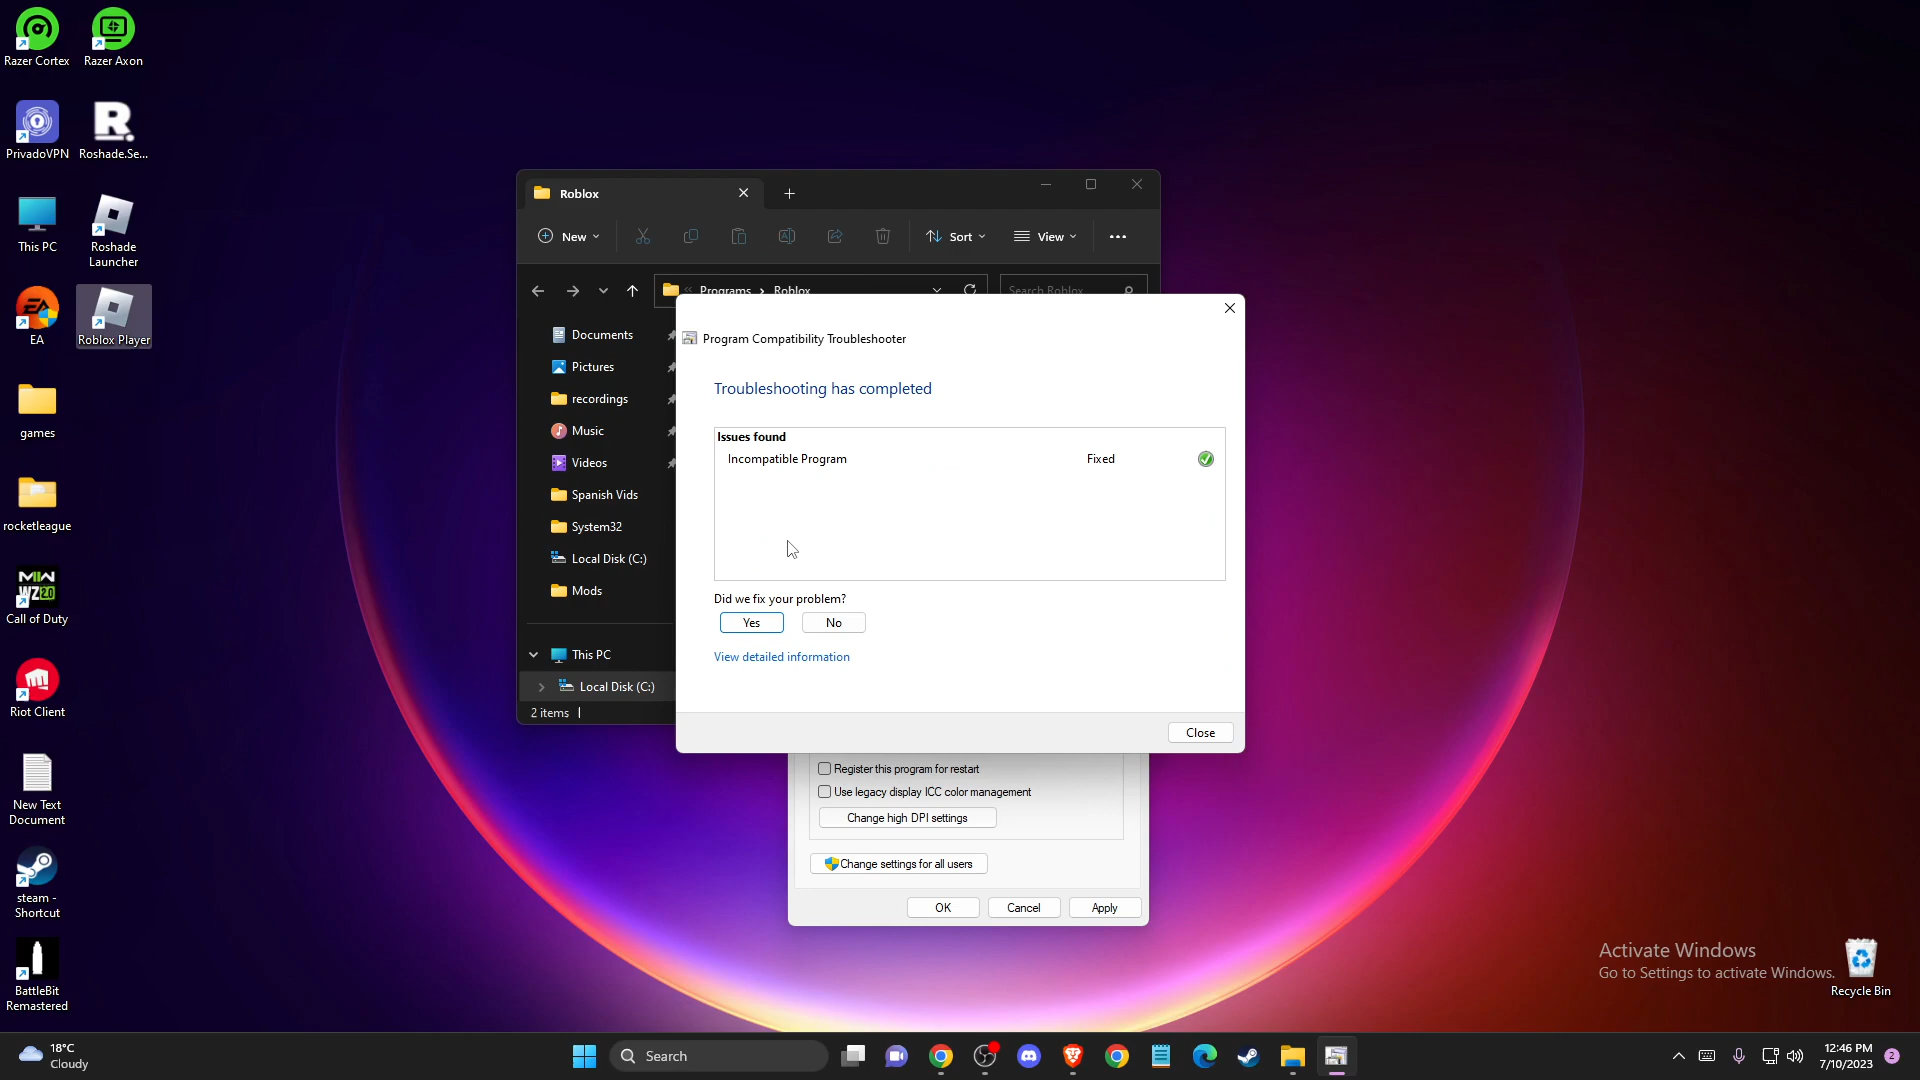 Razer Cortex
Razer Axon
PrivadoVPN
Roshade.Se...
This PC
Roshade
Launcher
EA
Roblox Player
games
rocketleague
Call of Duty
Riot Client
New Text
Document
steam -
Shortcut
BattleBit
Remastered
Roblox
New
Sort
View
Programs > Roblox
Search Roblox
Documents
Pictures
recordings
Music
Videos
Spanish Vids
System32
Local Disk (C:)
Mods
This PC
Local Disk (C:)
2 items
Program Compatibility Troubleshooter
Troubleshooting has completed
Issues found
Incompatible Program Fixed
Did we fix your problem?
Yes No
View detailed information
Close
Register this program for restart
Use legacy display ICC color management
Change high DPI settings
Change settings for all users
OK Cancel Apply
Activate Windows
Go to Settings to activate Windows.
Recycle Bin
18°C
Cloudy
Search
12:46 PM
7/10/2023
2